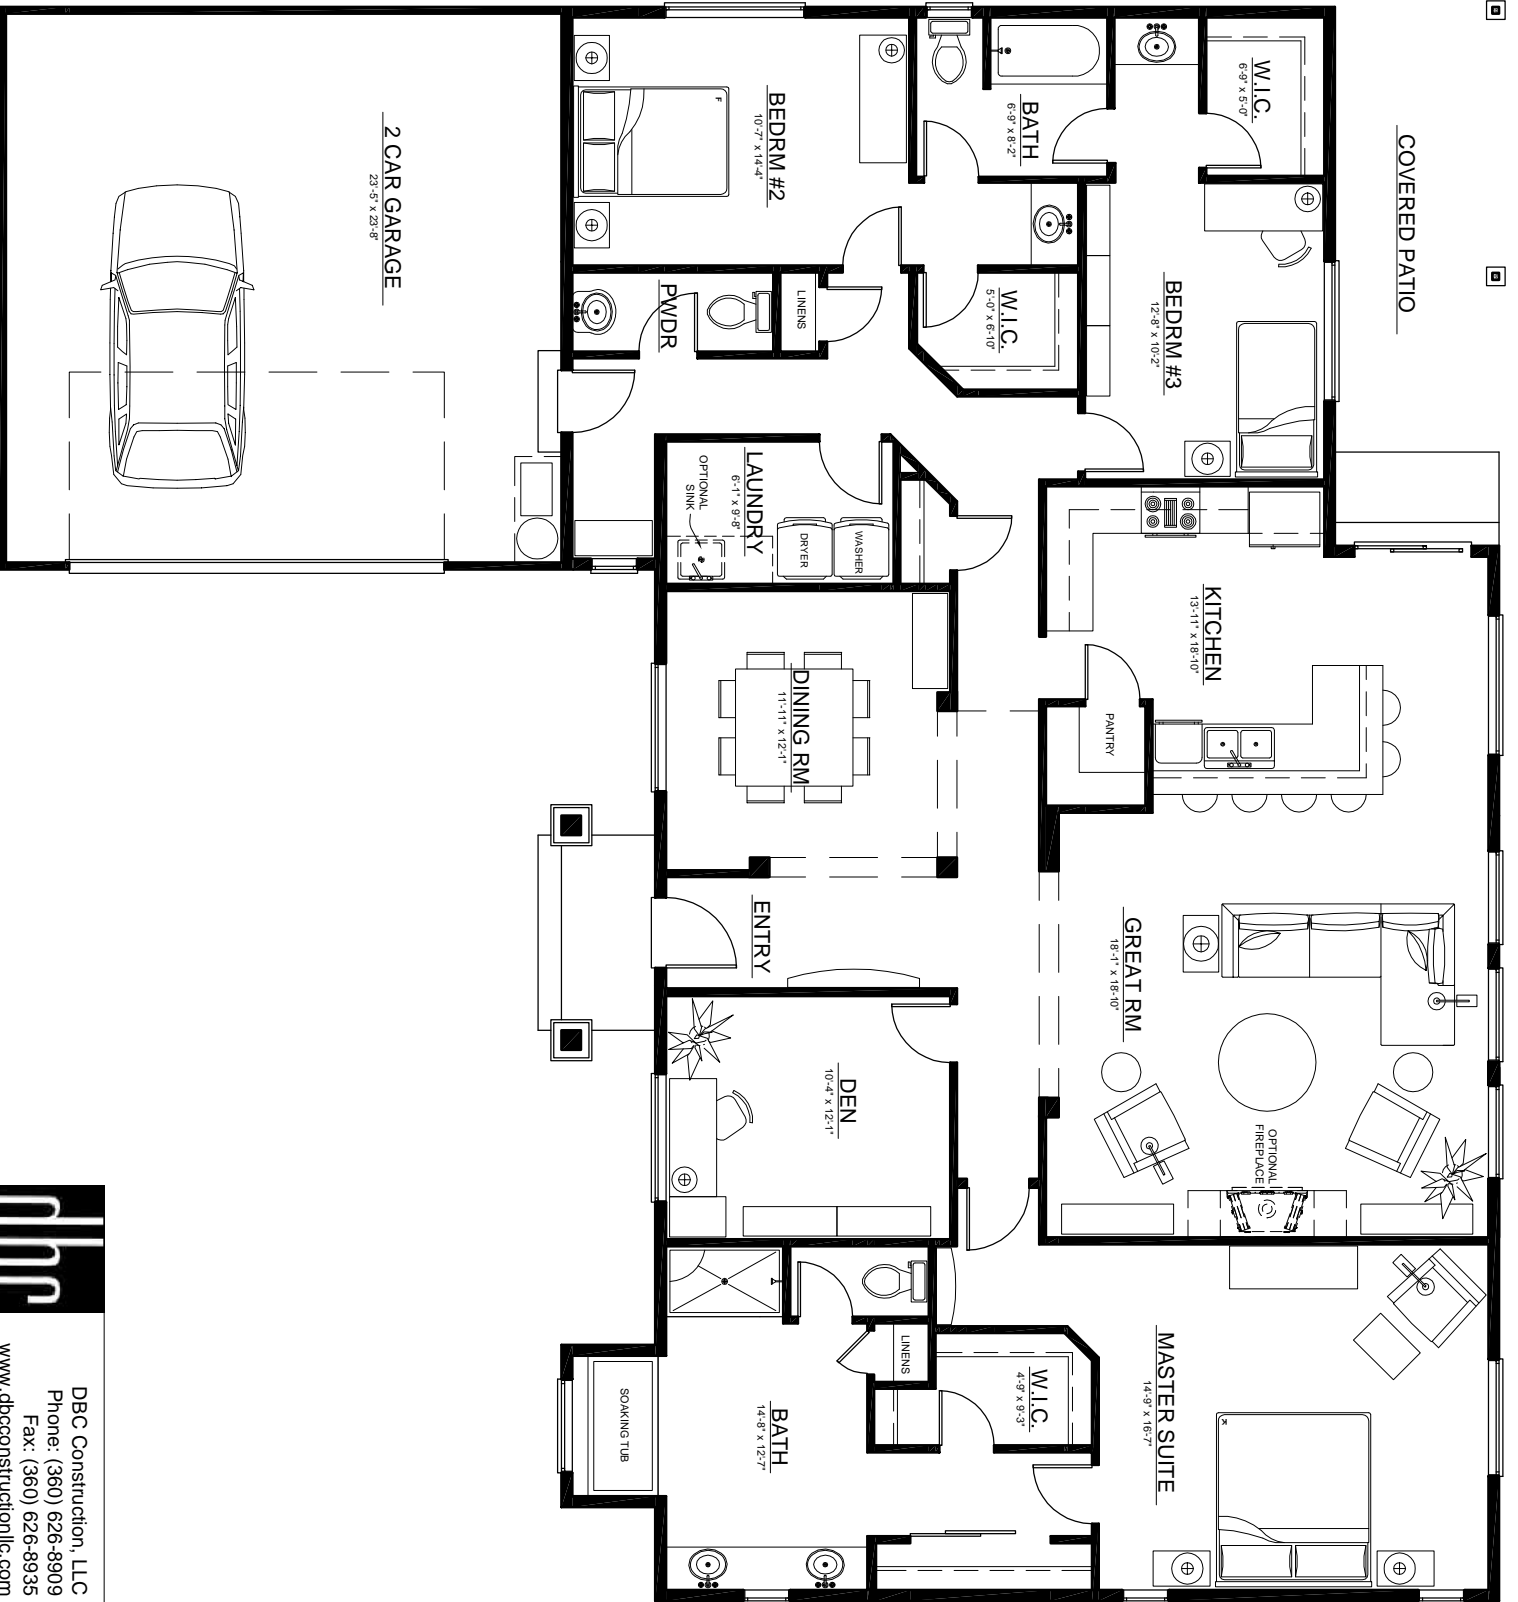 COVERED PATIO
W.I.C.
6'-9" x 5'-0"
BATH
6'-9" x 8'-2"
BEDRM #2
10'-7" x 14'-4"
F
2 CAR GARAGE
23'-5" x 23'-8"
BEDRM #3
12'-8" x 10'-2"
W.I.C.
5'-0" x 6'-10"
LINENS
PWDR
LAUNDRY
6'-1" x 9'-8"
OPTIONAL
SINK
WASHER
DRYER
KITCHEN
13'-11" x 18'-10"
PANTRY
DINING RM
11'-11" x 12'-1"
ENTRY
GREAT RM
18'-1" x 18'-10"
OPTIONAL
FIREPLACE
DEN
10'-4" x 12'-1"
MASTER SUITE
14'-9" x 16'-7"
K
W.I.C.
4'-9" x 9'-3"
LINENS
BATH
14'-8" x 12'-7"
SOAKING TUB
dbc
DBC Construction, LLC
Phone: (360) 626-8909
Fax: (360) 626-8935
www.dbcconstructionllc.com